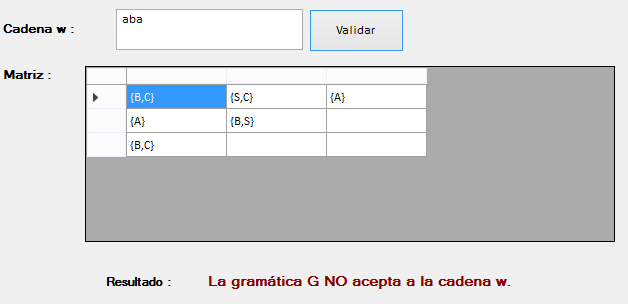 Cadena w :
aba
Validar
Matriz :
{B,C} {S,C} {A}
{A} {B,S}
{B,C}
Resultado : La gramática G NO acepta a la cadena w.